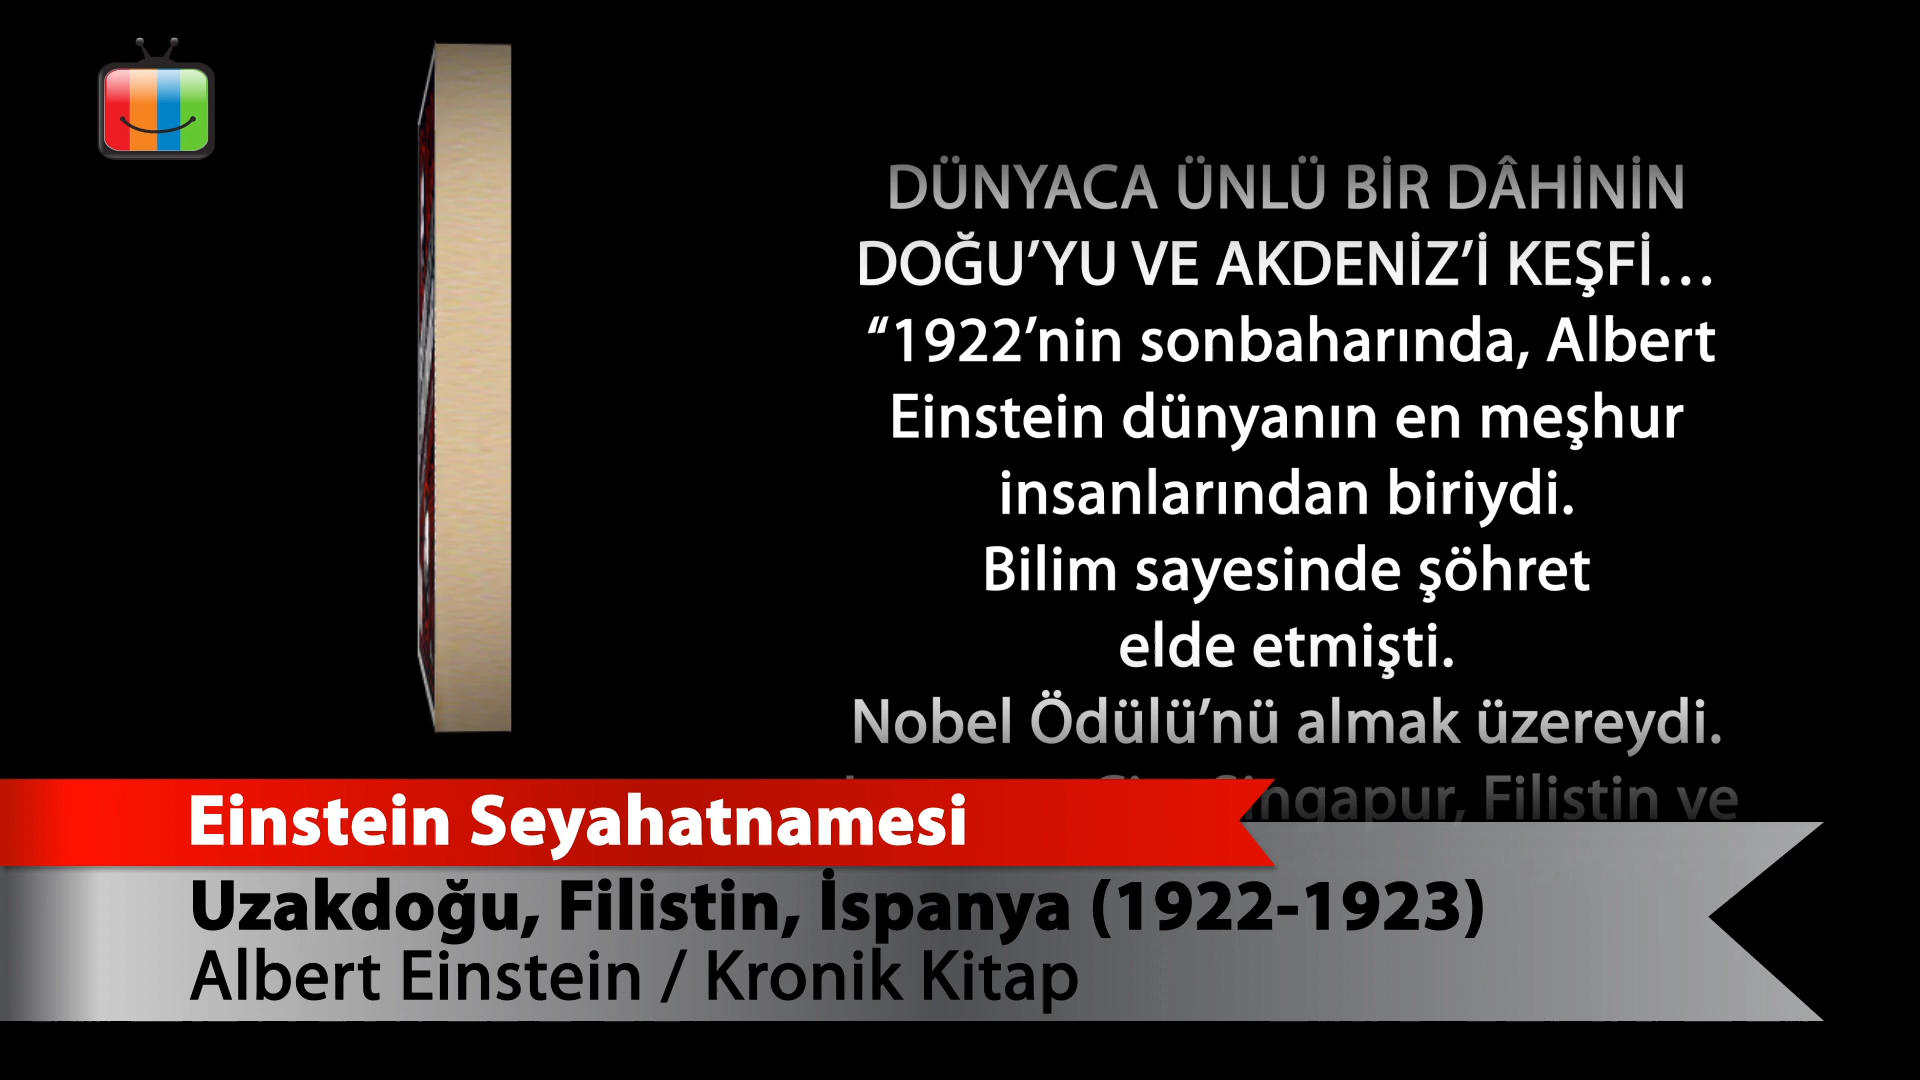 DÜNYACA ÜNLÜ BİR DÂHİNİN
DOĞU’YU VE AKDENİZ’İ KEŞFİ…
“1922’nin sonbaharında, Albert
Einstein dünyanın en meşhur
insanlarından biriydi.
Bilim sayesinde şöhret
elde etmişti.
Nobel Ödülü’nü almak üzereydi.
Singapur, Filistin ve
Einstein Seyahatnamesi
Uzakdoğu, Filistin, İspanya (1922-1923)
Albert Einstein / Kronik Kitap